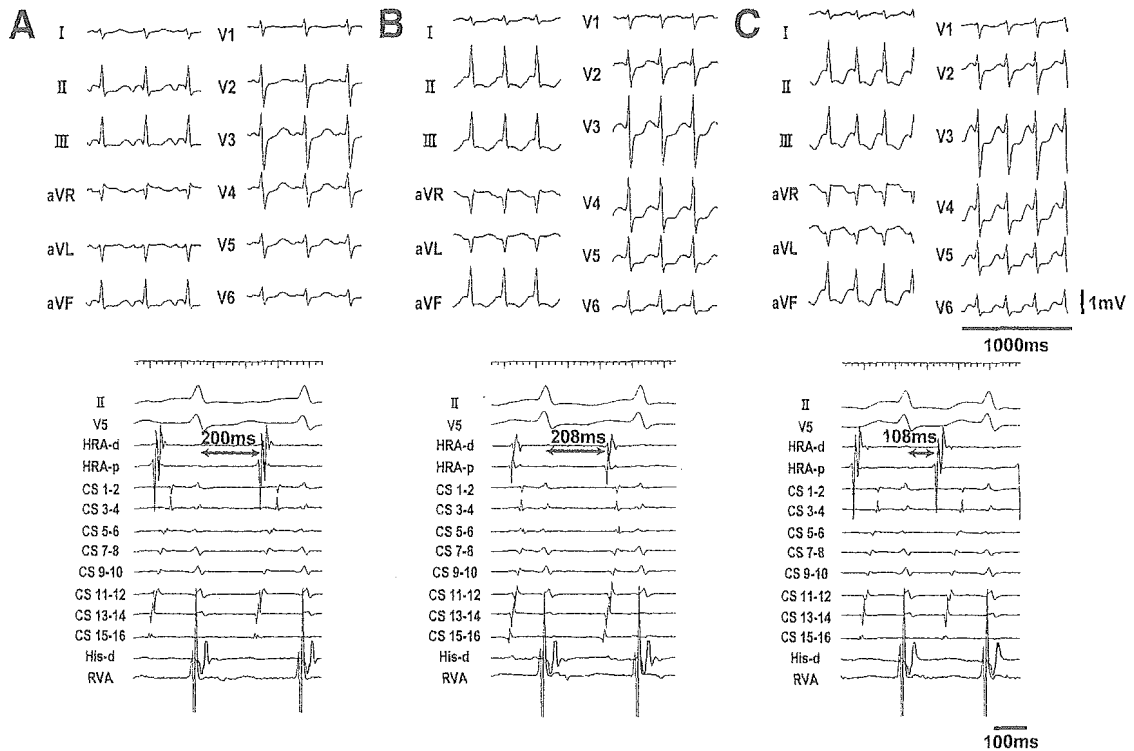 A
I
II
III
aVR
aVL
aVF
V1
V2
V3
V4
V5
V6
B
I
II
III
aVR
aVL
aVF
V1
V2
V3
V4
V5
V6
C
I
II
III
aVR
aVL
aVF
V1
V2
V3
V4
V5
V6
1mV
1000ms
II
V5
HRA-d
200ms
HRA-p
CS 1-2
CS 3-4
CS 5-6
CS 7-8
CS 9-10
CS 11-12
CS 13-14
CS 15-16
His-d
RVA
II
V5
HRA-d
208ms
HRA-p
CS 1-2
CS 3-4
CS 5-6
CS 7-8
CS 9-10
CS 11-12
CS 13-14
CS 15-16
His-d
RVA
II
V5
HRA-d
108ms
HRA-p
CS 1-2
CS 3-4
CS 5-6
CS 7-8
CS 9-10
CS 11-12
CS 13-14
CS 15-16
His-d
RVA
100ms